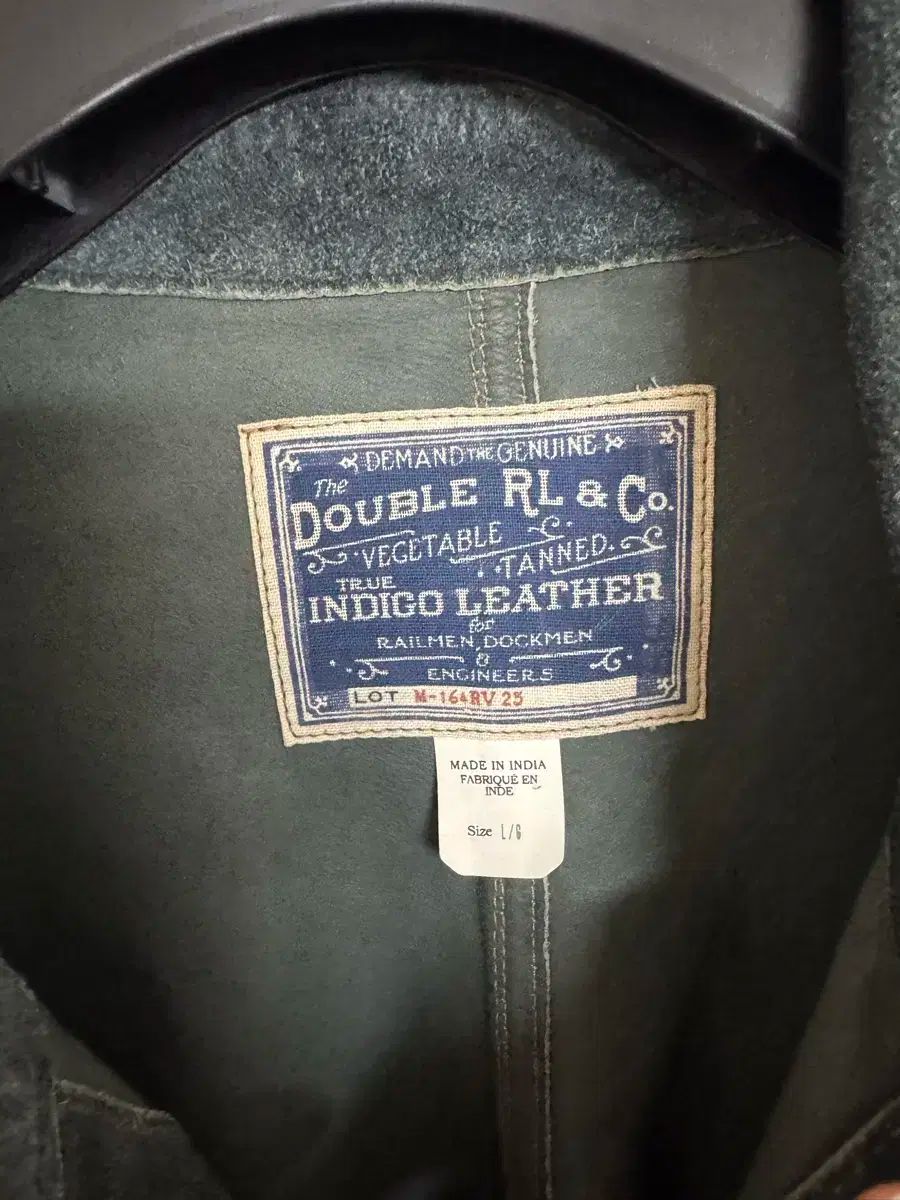 DEMAND THE GENUINE
The
DOUBLE RL & Co.
VEGETABLE
TANNED
TRUE
INDIGO LEATHER
for
RAILMEN, DOCKMEN
&
ENGINEERS
LOT M-164RV 25
MADE IN INDIA
FABRIQUÉ EN
INDE
Size L/G